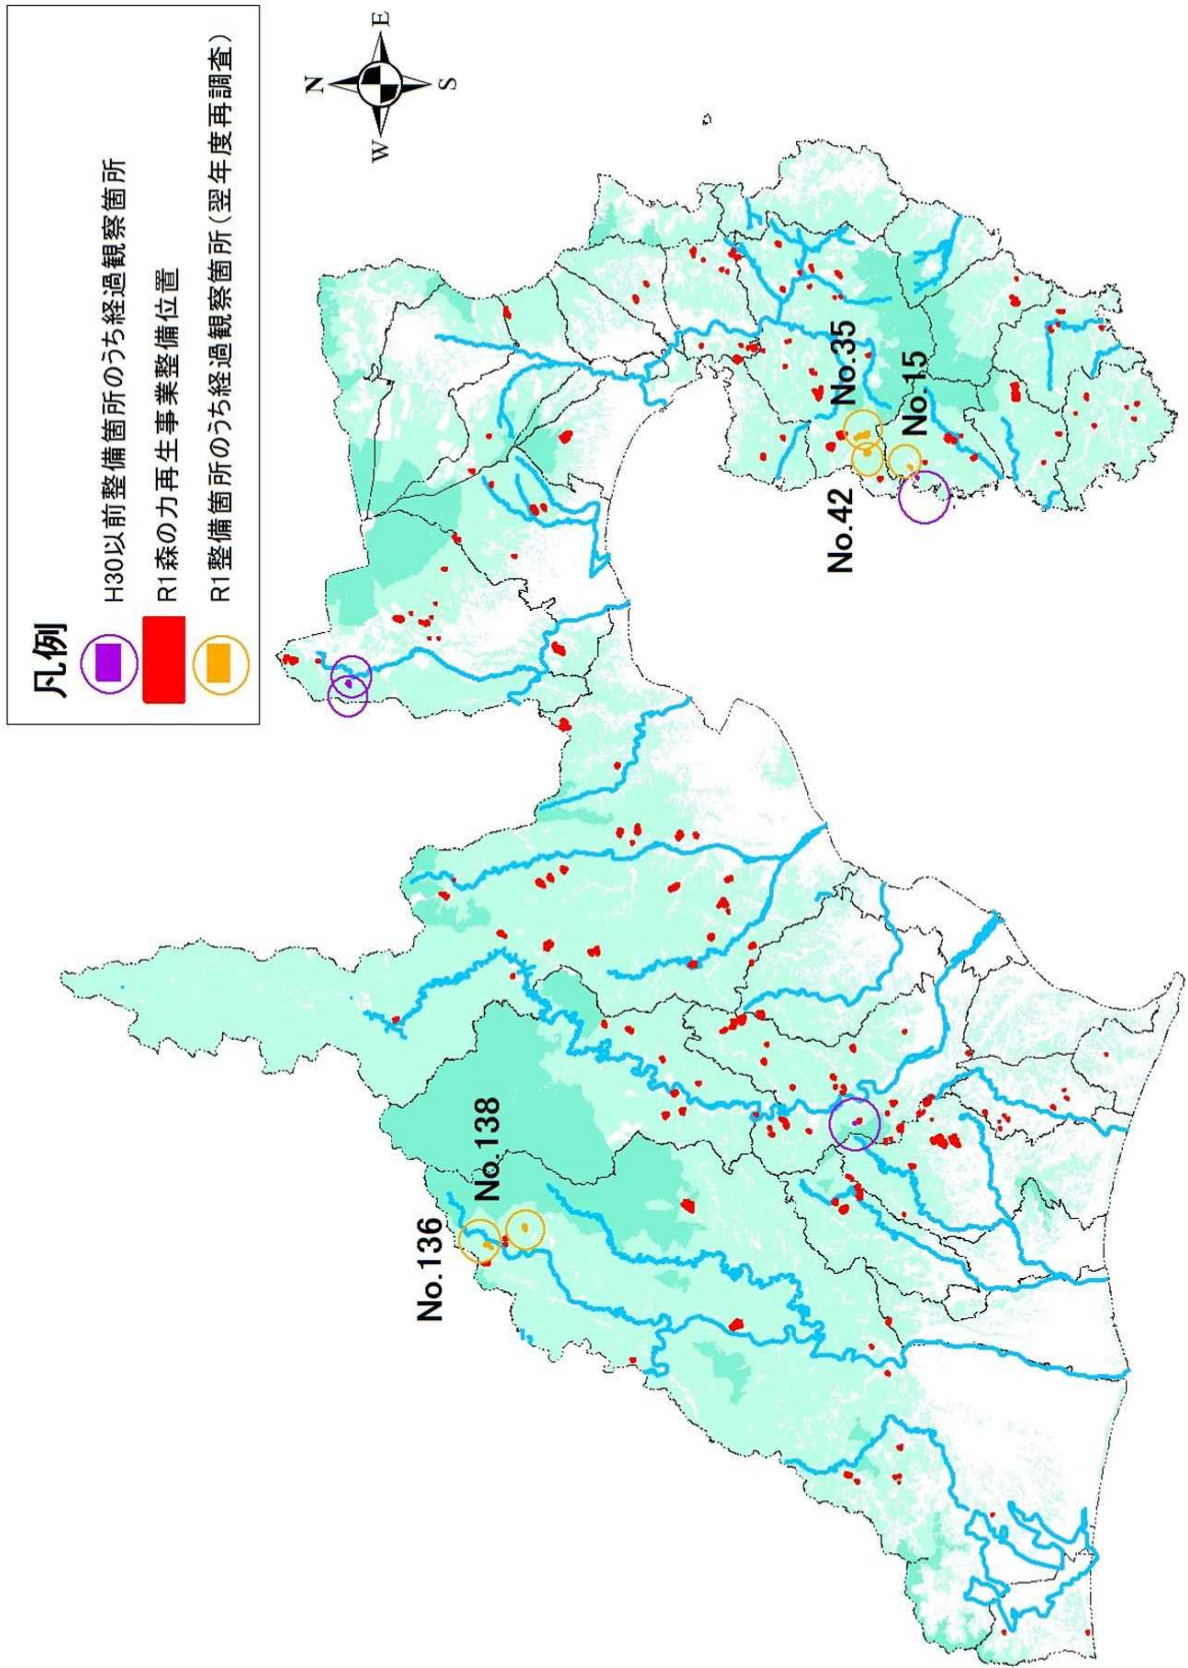 凡例
H30以前整備箇所のうち経過観察箇所
R1森の力再生事業整備位置
R1整備箇所のうち経過観察箇所(翌年度再調査)
N
E
S
W
No.136
No.138
No.42
No.35
No.15